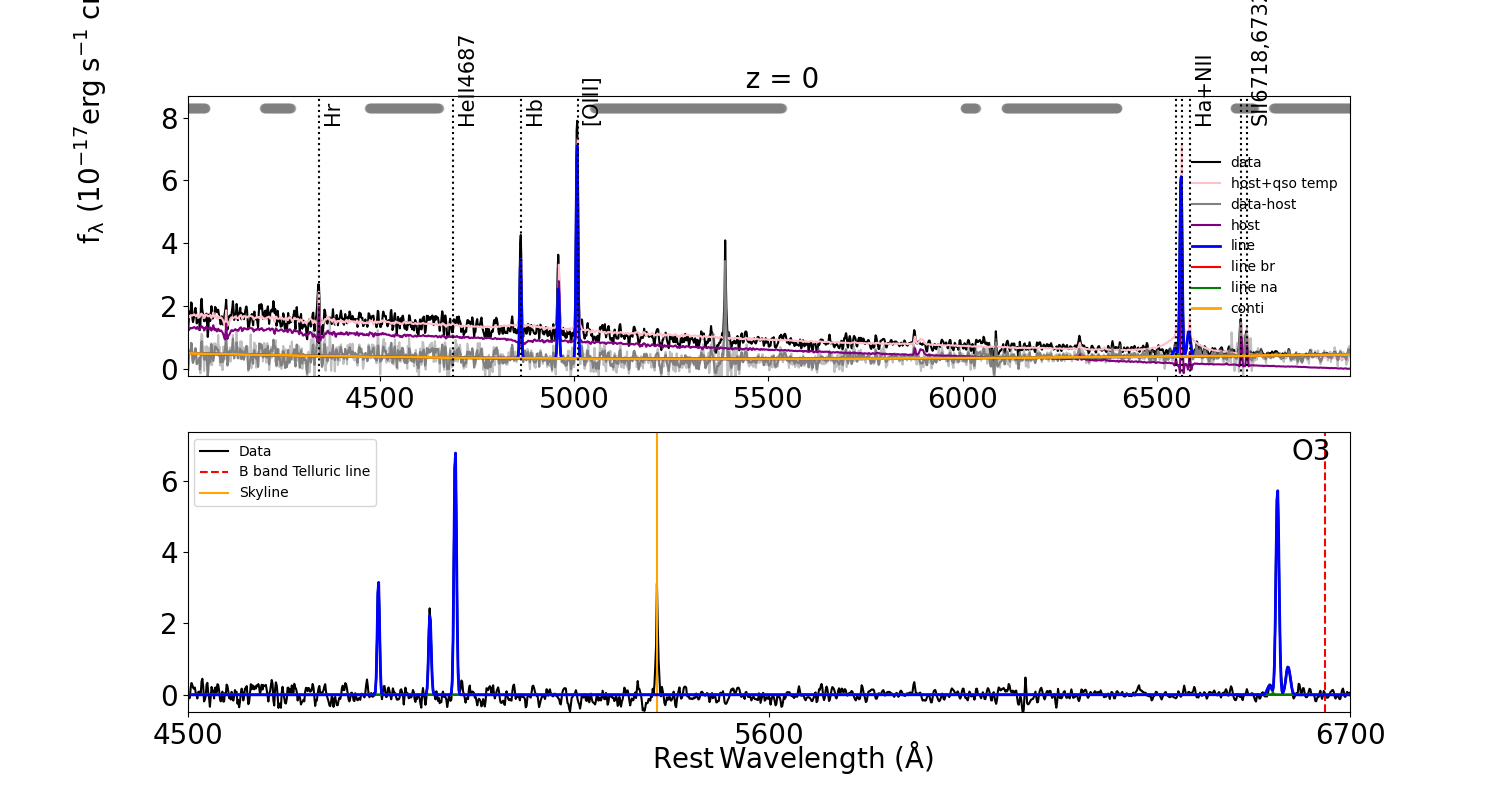 z = 0
f_λ (10^−17 erg s^−1
Hr
HeII4687
Hb
[OIII]
Ha+NII
SII6718,6732
8
6
4
2
0
data
host+qso temp
data-host
host
line
line br
line na
conti
4500
5000
5500
6000
6500
Data
B band Telluric line
Skyline
O3
6
4
2
0
4500
5600
6700
Rest Wavelength (Å)